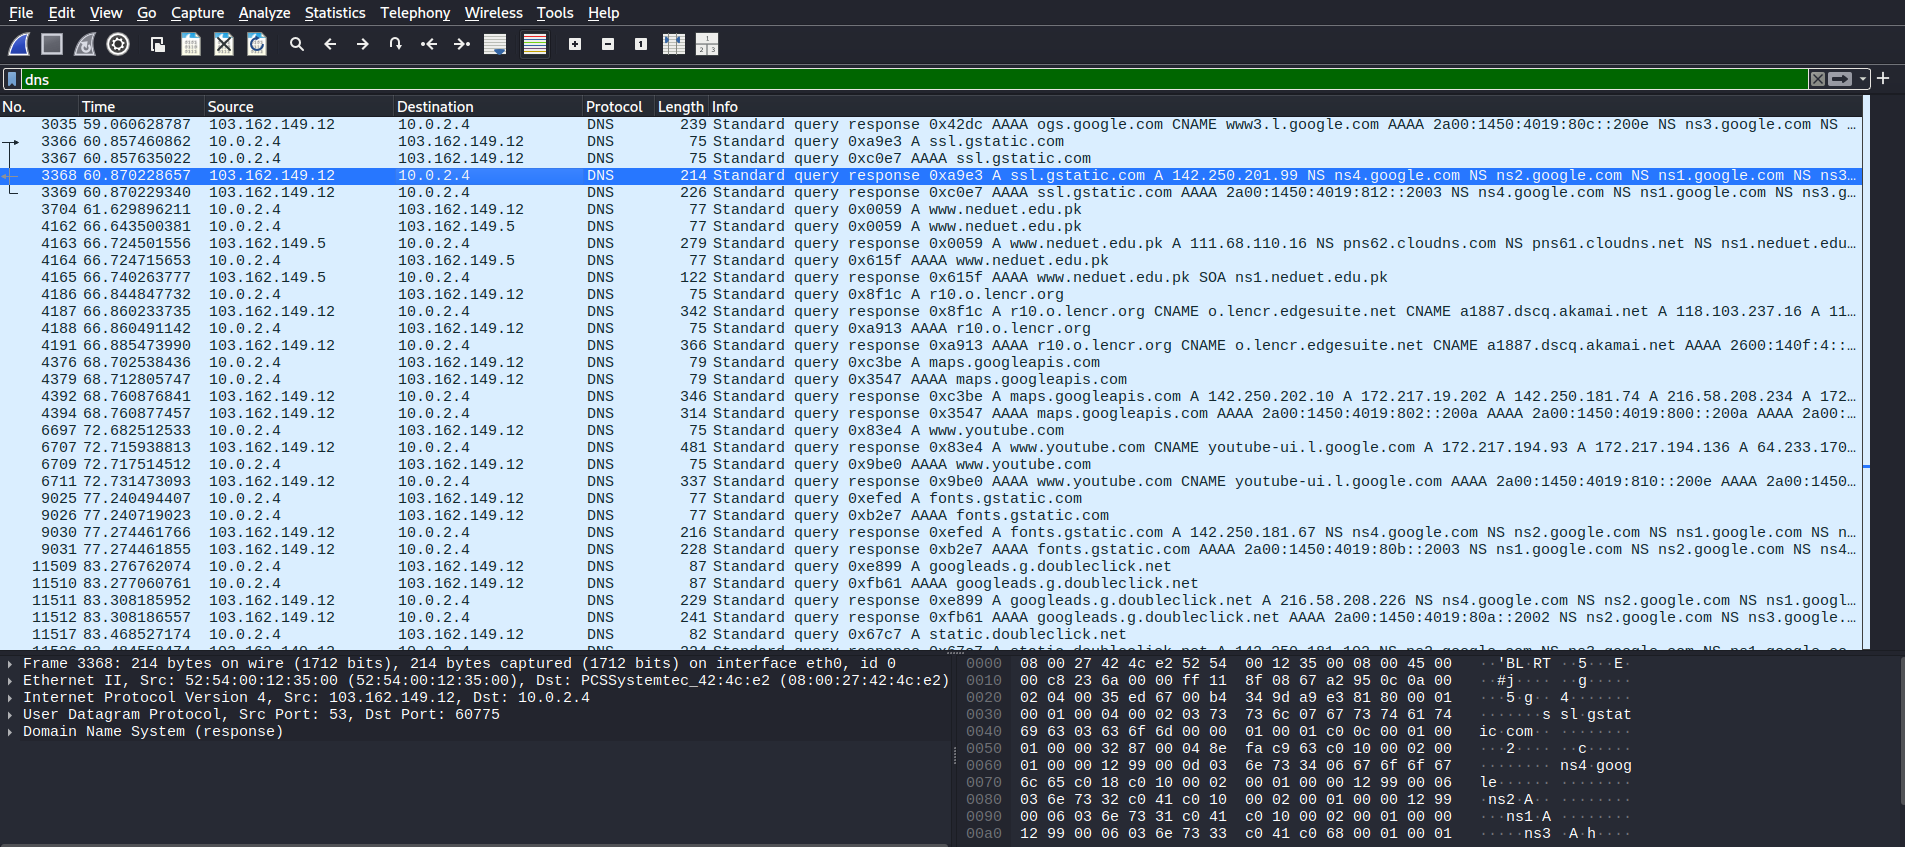 File Edit View Go Capture Analyze Statistics Telephony Wireless Tools Help
dns
No. Time Source Destination Protocol Length Info
3035 59.060628787 103.162.149.12 10.0.2.4 DNS 239 Standard query response 0x42dc AAAA ogs.google.com CNAME www3.l.google.com AAAA 2a00:1450:4019:80c::200e NS ns3.google.com NS …
3366 60.857460862 10.0.2.4 103.162.149.12 DNS 75 Standard query 0xa9e3 A ssl.gstatic.com
3367 60.857635022 10.0.2.4 103.162.149.12 DNS 75 Standard query 0xc0e7 AAAA ssl.gstatic.com
3368 60.870228657 103.162.149.12 10.0.2.4 DNS 214 Standard query response 0xa9e3 A ssl.gstatic.com A 142.250.201.99 NS ns4.google.com NS ns2.google.com NS ns1.google.com NS ns3…
3369 60.870229340 103.162.149.12 10.0.2.4 DNS 226 Standard query response 0xc0e7 AAAA ssl.gstatic.com AAAA 2a00:1450:4019:812::2003 NS ns4.google.com NS ns1.google.com NS ns3.g…
3704 61.629896211 10.0.2.4 103.162.149.12 DNS 77 Standard query 0x0059 A www.neduet.edu.pk
4162 66.643500381 10.0.2.4 103.162.149.5 DNS 77 Standard query 0x0059 A www.neduet.edu.pk
4163 66.724501556 103.162.149.5 10.0.2.4 DNS 279 Standard query response 0x0059 A www.neduet.edu.pk A 111.68.110.16 NS pns62.cloudns.com NS pns61.cloudns.net NS ns1.neduet.edu…
4164 66.724715653 10.0.2.4 103.162.149.5 DNS 77 Standard query 0x615f AAAA www.neduet.edu.pk
4165 66.740263777 103.162.149.5 10.0.2.4 DNS 122 Standard query response 0x615f AAAA www.neduet.edu.pk SOA ns1.neduet.edu.pk
4186 66.844847732 10.0.2.4 103.162.149.12 DNS 75 Standard query 0x8f1c A r10.o.lencr.org
4187 66.860233735 103.162.149.12 10.0.2.4 DNS 342 Standard query response 0x8f1c A r10.o.lencr.org CNAME o.lencr.edgesuite.net CNAME a1887.dscq.akamai.net A 118.103.237.16 A 11…
4188 66.860491142 10.0.2.4 103.162.149.12 DNS 75 Standard query 0xa913 AAAA r10.o.lencr.org
4191 66.885473990 103.162.149.12 10.0.2.4 DNS 366 Standard query response 0xa913 AAAA r10.o.lencr.org CNAME o.lencr.edgesuite.net CNAME a1887.dscq.akamai.net AAAA 2600:140f:4::…
4376 68.702538436 10.0.2.4 103.162.149.12 DNS 79 Standard query 0xc3be A maps.googleapis.com
4379 68.712805747 10.0.2.4 103.162.149.12 DNS 79 Standard query 0x3547 AAAA maps.googleapis.com
4392 68.760876841 103.162.149.12 10.0.2.4 DNS 346 Standard query response 0xc3be A maps.googleapis.com A 142.250.202.10 A 172.217.19.202 A 142.250.181.74 A 216.58.208.234 A 172…
4394 68.760877457 103.162.149.12 10.0.2.4 DNS 314 Standard query response 0x3547 AAAA maps.googleapis.com AAAA 2a00:1450:4019:802::200a AAAA 2a00:1450:4019:800::200a AAAA 2a00:…
6697 72.682512533 10.0.2.4 103.162.149.12 DNS 75 Standard query 0x83e4 A www.youtube.com
6707 72.715938813 103.162.149.12 10.0.2.4 DNS 481 Standard query response 0x83e4 A www.youtube.com CNAME youtube-ui.l.google.com A 172.217.194.93 A 172.217.194.136 A 64.233.170…
6709 72.717514512 10.0.2.4 103.162.149.12 DNS 75 Standard query 0x9be0 AAAA www.youtube.com
6711 72.731473093 103.162.149.12 10.0.2.4 DNS 337 Standard query response 0x9be0 AAAA www.youtube.com CNAME youtube-ui.l.google.com AAAA 2a00:1450:4019:810::200e AAAA 2a00:1450…
9025 77.240494407 10.0.2.4 103.162.149.12 DNS 77 Standard query 0xefed A fonts.gstatic.com
9026 77.240719023 10.0.2.4 103.162.149.12 DNS 77 Standard query 0xb2e7 AAAA fonts.gstatic.com
9030 77.274461766 103.162.149.12 10.0.2.4 DNS 216 Standard query response 0xefed A fonts.gstatic.com A 142.250.181.67 NS ns4.google.com NS ns2.google.com NS ns1.google.com NS n…
9031 77.274461855 103.162.149.12 10.0.2.4 DNS 228 Standard query response 0xb2e7 AAAA fonts.gstatic.com AAAA 2a00:1450:4019:80b::2003 NS ns1.google.com NS ns2.google.com NS ns4…
11509 83.276762074 10.0.2.4 103.162.149.12 DNS 87 Standard query 0xe899 A googleads.g.doubleclick.net
11510 83.277060761 10.0.2.4 103.162.149.12 DNS 87 Standard query 0xfb61 AAAA googleads.g.doubleclick.net
11511 83.308185952 103.162.149.12 10.0.2.4 DNS 229 Standard query response 0xe899 A googleads.g.doubleclick.net A 216.58.208.226 NS ns4.google.com NS ns2.google.com NS ns1.googl…
11512 83.308186557 103.162.149.12 10.0.2.4 DNS 241 Standard query response 0xfb61 AAAA googleads.g.doubleclick.net AAAA 2a00:1450:4019:80a::2002 NS ns2.google.com NS ns3.google.…
11517 83.468527174 10.0.2.4 103.162.149.12 DNS 82 Standard query 0x67c7 A static.doubleclick.net
Frame 3368: 214 bytes on wire (1712 bits), 214 bytes captured (1712 bits) on interface eth0, id 0
Ethernet II, Src: 52:54:00:12:35:00 (52:54:00:12:35:00), Dst: PCSSystemtec_42:4c:e2 (08:00:27:42:4c:e2)
Internet Protocol Version 4, Src: 103.162.149.12, Dst: 10.0.2.4
User Datagram Protocol, Src Port: 53, Dst Port: 60775
Domain Name System (response)
0000 08 00 27 42 4c e2 52 54 00 12 35 00 08 00 45 00 ··'BL·RT ··5···E·
0010 00 c8 23 6a 00 00 ff 11 8f 08 67 a2 95 0c 0a 00 ··#j···· ··g·····
0020 02 04 00 35 ed 67 00 b4 34 9d a9 e3 81 80 00 01 ···5·g·· 4·······
0030 00 01 00 04 00 02 03 73 73 6c 07 67 73 74 61 74 ·······s sl·gstat
0040 69 63 03 63 6f 6d 00 00 01 00 01 c0 0c 00 01 00 ic·com·· ········
0050 01 00 00 32 87 00 04 8e fa c9 63 c0 10 00 02 00 ···2···· ··c·····
0060 01 00 00 12 99 00 0d 03 6e 73 34 06 67 6f 6f 67 ········ ns4·goog
0070 6c 65 c0 18 c0 10 00 02 00 01 00 00 12 99 00 06 le······ ········
0080 03 6e 73 32 c0 41 c0 10 00 02 00 01 00 00 12 99 ·ns2·A·· ········
0090 00 06 03 6e 73 31 c0 41 c0 10 00 02 00 01 00 00 ···ns1·A ········
00a0 12 99 00 06 03 6e 73 33 c0 41 c0 68 00 01 00 01 ·····ns3 ·A·h····